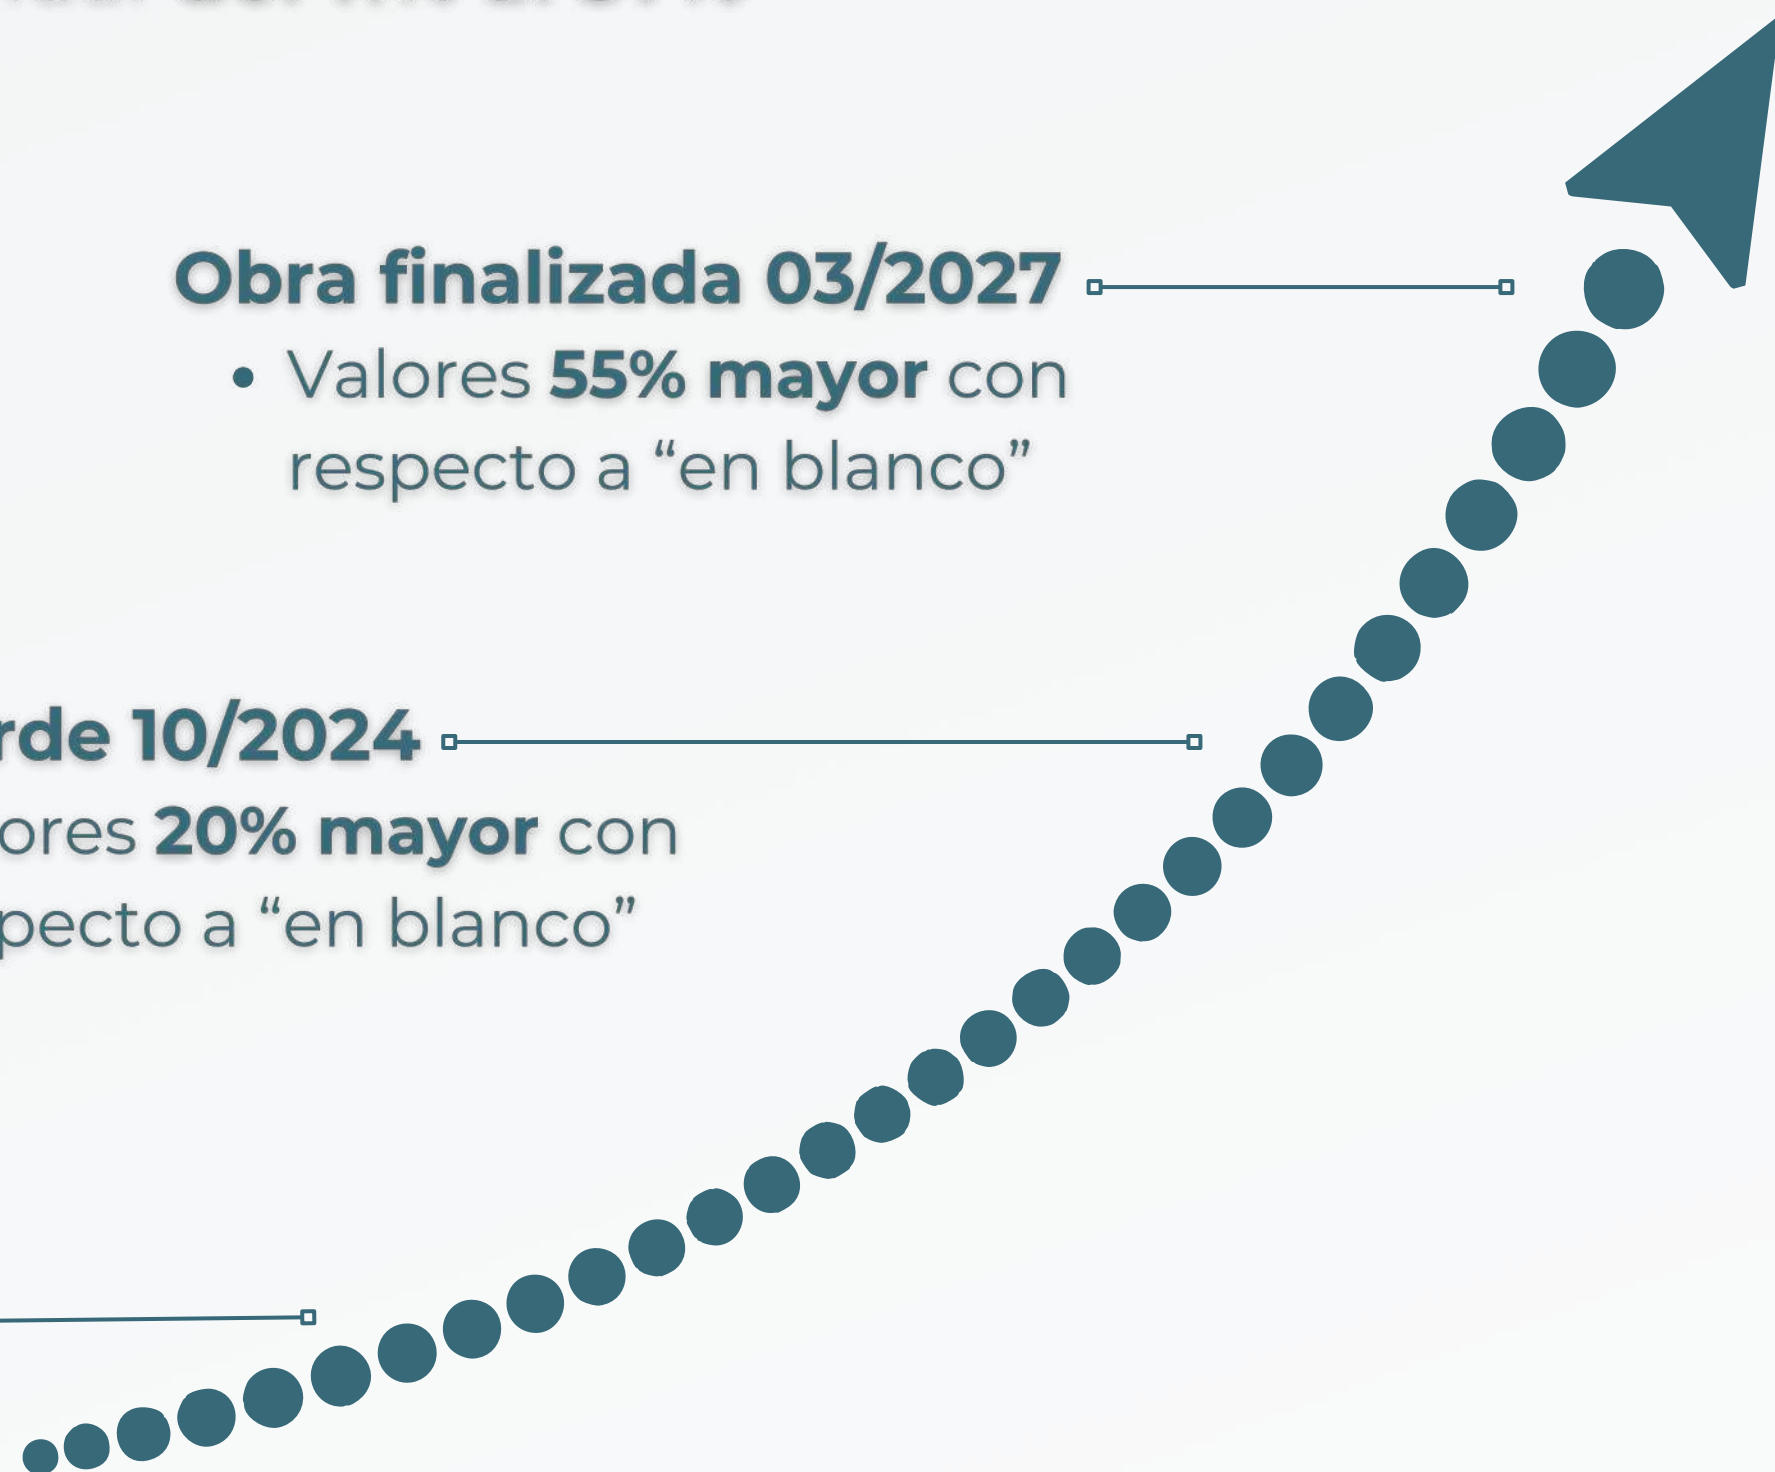 Obra finalizada 03/2027
• Valores 55% mayor con
respecto a “en blanco”
rde 10/2024
ores 20% mayor con
pecto a “en blanco”